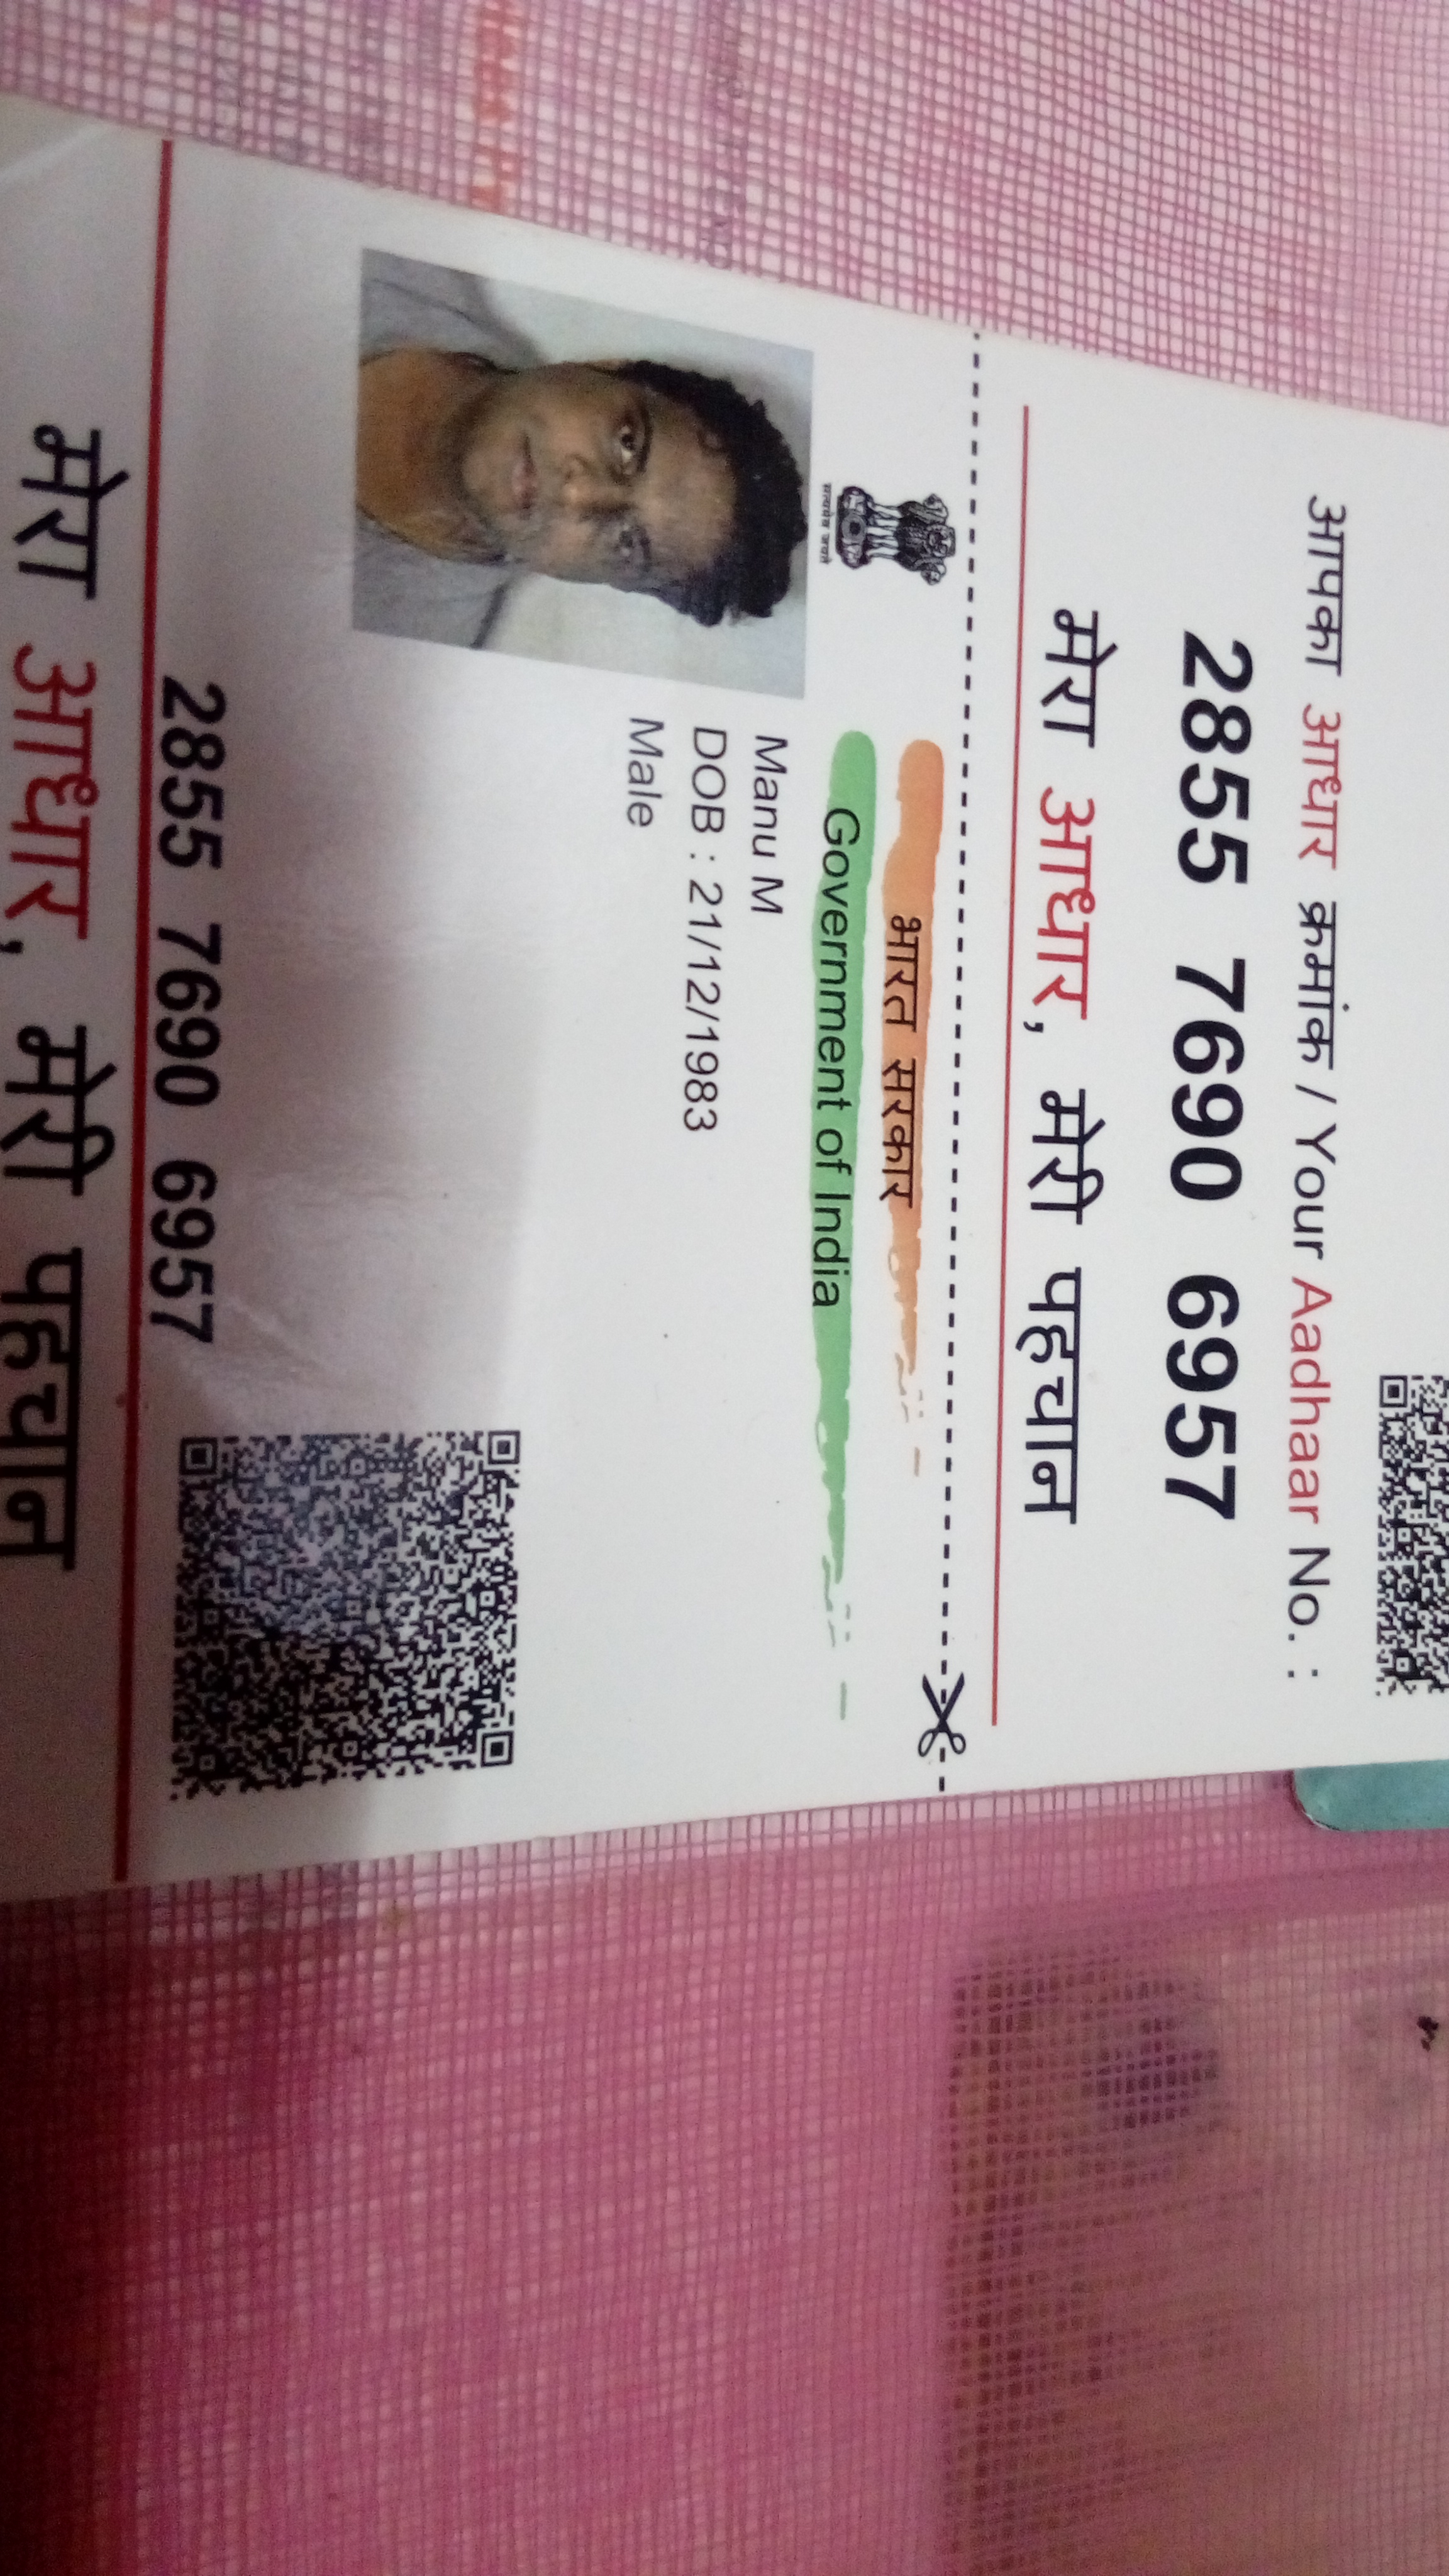 आपका आधार क्रमांक / Your Aadhaar No. :
2855 7690 6957
मेरा आधार, मेरी पहचान
सत्यमेव जयते
भारत सरकार
Government of India
Manu M
DOB : 21/12/1983
Male
2855 7690 6957
मेरा आधार, मेरी पहचान